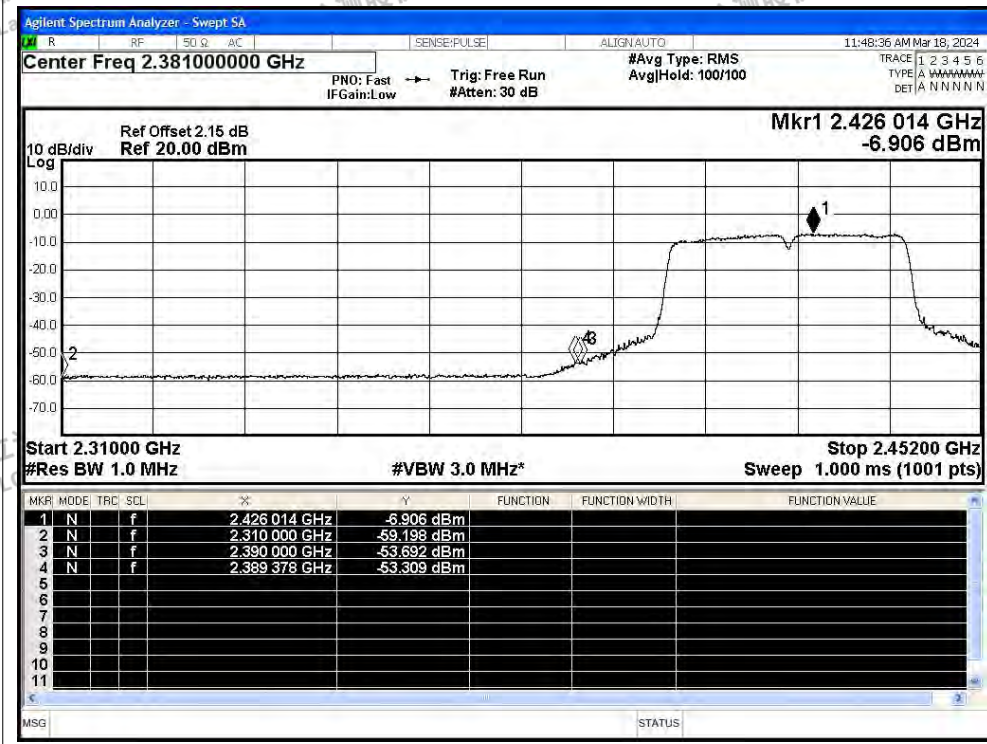 Agilent Spectrum Analyzer - Swept SA
LXI R RF 50 Ω AC SENSE:PULSE ALIGN AUTO 11:48:36 AM Mar 18, 2024
Center Freq 2.381000000 GHz #Avg Type: RMS TRACE 1 2 3 4 5 6
PNO: Fast Trig: Free Run Avg|Hold: 100/100 TYPE A WWWWW
IFGain:Low #Atten: 30 dB DET A N N N N N
Mkr1 2.426 014 GHz
Ref Offset 2.15 dB
10 dB/div Ref 20.00 dBm -6.906 dBm
Log
10.0
0.00
1
-10.0
-20.0
-30.0
-40.0
43
-50.0
2
-60.0
-70.0
Start 2.31000 GHz Stop 2.45200 GHz
#Res BW 1.0 MHz #VBW 3.0 MHz* Sweep 1.000 ms (1001 pts)
MKR MODE TRC SCL X Y FUNCTION FUNCTION WIDTH FUNCTION VALUE
1 N f 2.426 014 GHz -6.906 dBm
2 N f 2.310 000 GHz -59.198 dBm
3 N f 2.390 000 GHz -53.692 dBm
4 N f 2.389 378 GHz -53.309 dBm
5
6
7
8
9
10
11
MSG STATUS